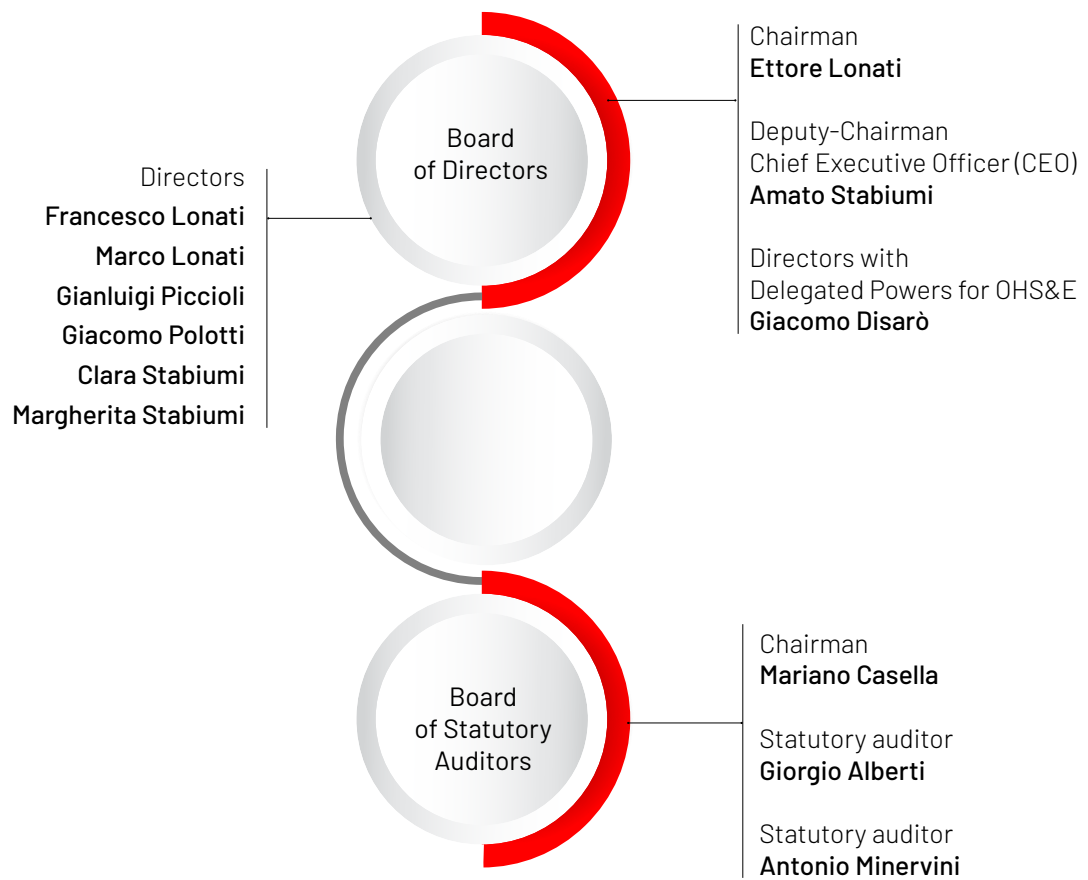 Board
of Directors
Chairman
Ettore Lonati
Deputy-Chairman
Chief Executive Officer (CEO)
Amato Stabiumi
Directors with
Delegated Powers for OHS&E
Giacomo Disarò
Directors
Francesco Lonati
Marco Lonati
Gianluigi Piccioli
Giacomo Polotti
Clara Stabiumi
Margherita Stabiumi
Board
of Statutory
Auditors
Chairman
Mariano Casella
Statutory auditor
Giorgio Alberti
Statutory auditor
Antonio Minervini